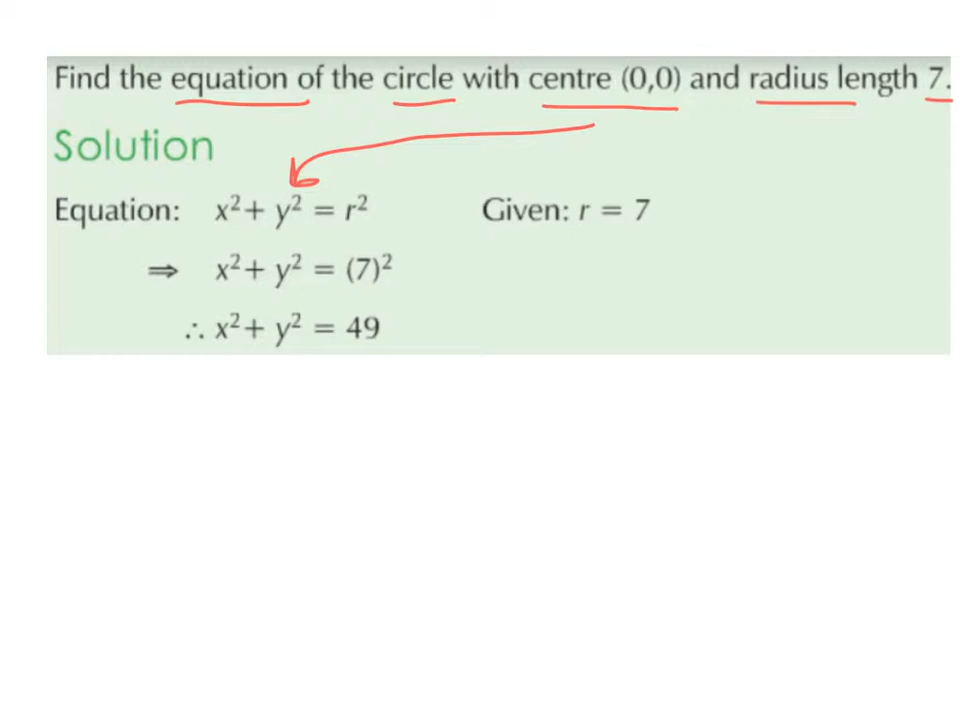 Find the equation of the circle with centre (0,0) and radius length 7.
Solution
Equation: x²+ y² = r² Given: r = 7
⇒ x²+ y² = (7)²
∴ x²+ y² = 49